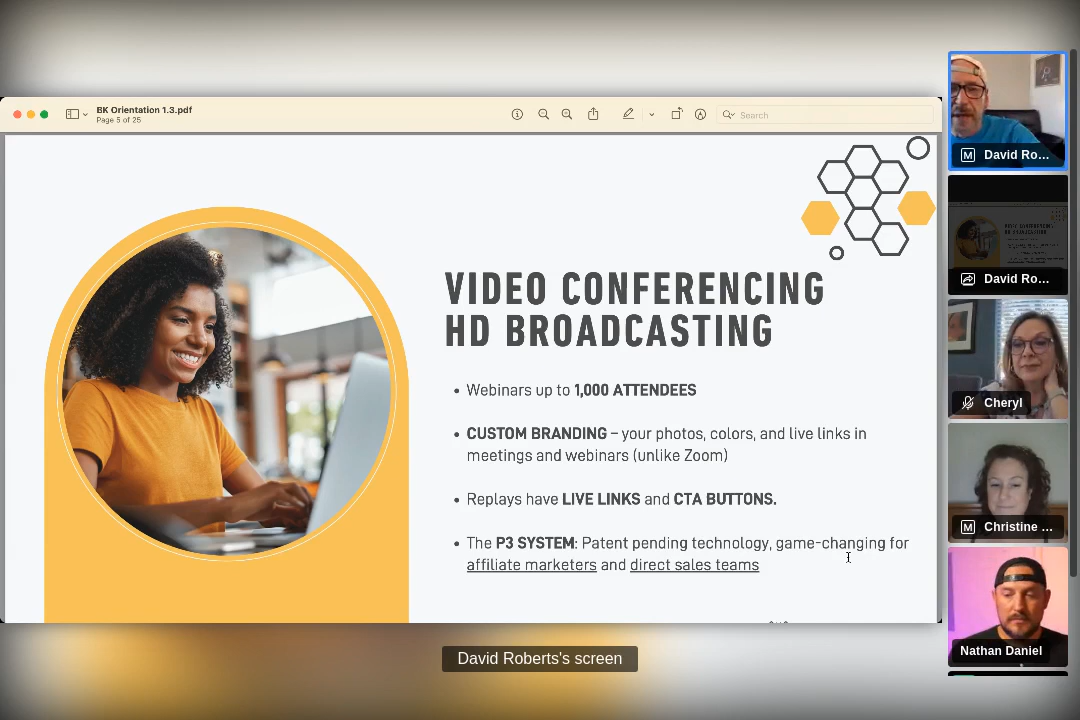 BK Orientation 1.3.pdf
Page 5 of 25
Search
VIDEO CONFERENCING
HD BROADCASTING
• Webinars up to 1,000 ATTENDEES
• CUSTOM BRANDING – your photos, colors, and live links in
meetings and webinars (unlike Zoom)
• Replays have LIVE LINKS and CTA BUTTONS.
• The P3 SYSTEM: Patent pending technology, game-changing for
affiliate marketers and direct sales teams
David Roberts's screen
M David Ro...
David Ro...
Cheryl
M Christine ...
Nathan Daniel